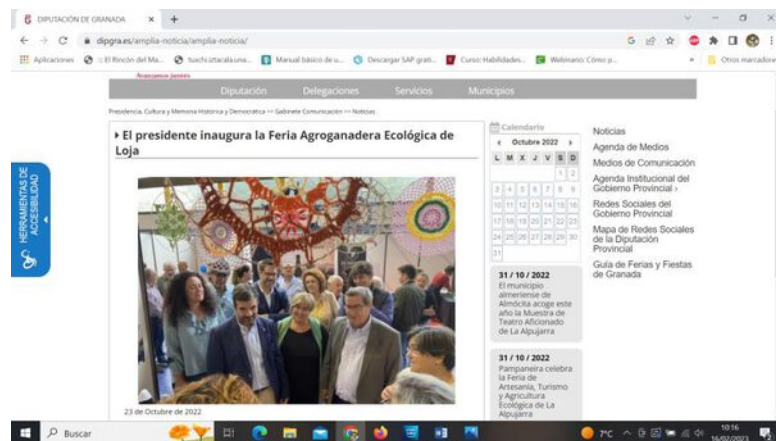 DIPUTACIÓN DE GRANADA
dipgra.es/amplia-noticia/amplia-noticia/
Aplicaciones
:: El Rincón del Ma...
Manual básico de u...
Descargar SAP grati...
Curso: Habilidades...
Webinario: Cómo p...
Otros marcadores
Avanzamos juntos
Diputación Delegaciones Servicios Municipios
Presidencia, Cultura y Memoria Histórica y Democrática >> Gabinete Comunicación >> Noticias
El presidente inaugura la Feria Agroganadera Ecológica de
Loja
HERRAMIENTAS DE
ACCESIBILIDAD
23 de Octubre de 2022
Calendario
Octubre 2022
L M X J V S D
1 2
3 4 5 6 7 8 9
10 11 12 13 14 15 16
17 18 19 20 21 22 23
24 25 26 27 28 29 30
31
31 / 10 / 2022
El municipio
almeriense de
Almócita acoge este
año la Muestra de
Teatro Aficionado
de La Alpujarra
31 / 10 / 2022
Pampaneira celebra
la Feria de
Artesanía, Turismo
y Agricultura
Ecológica de La
Alpujarra
Noticias
Agenda de Medios
Medios de Comunicación
Agenda Institucional del
Gobierno Provincial ›
Redes Sociales del
Gobierno Provincial
Mapa de Redes Sociales
de la Diputación
Provincial
Guía de Ferias y Fiestas
de Granada
Buscar
7°C
10:16
16/02/2023